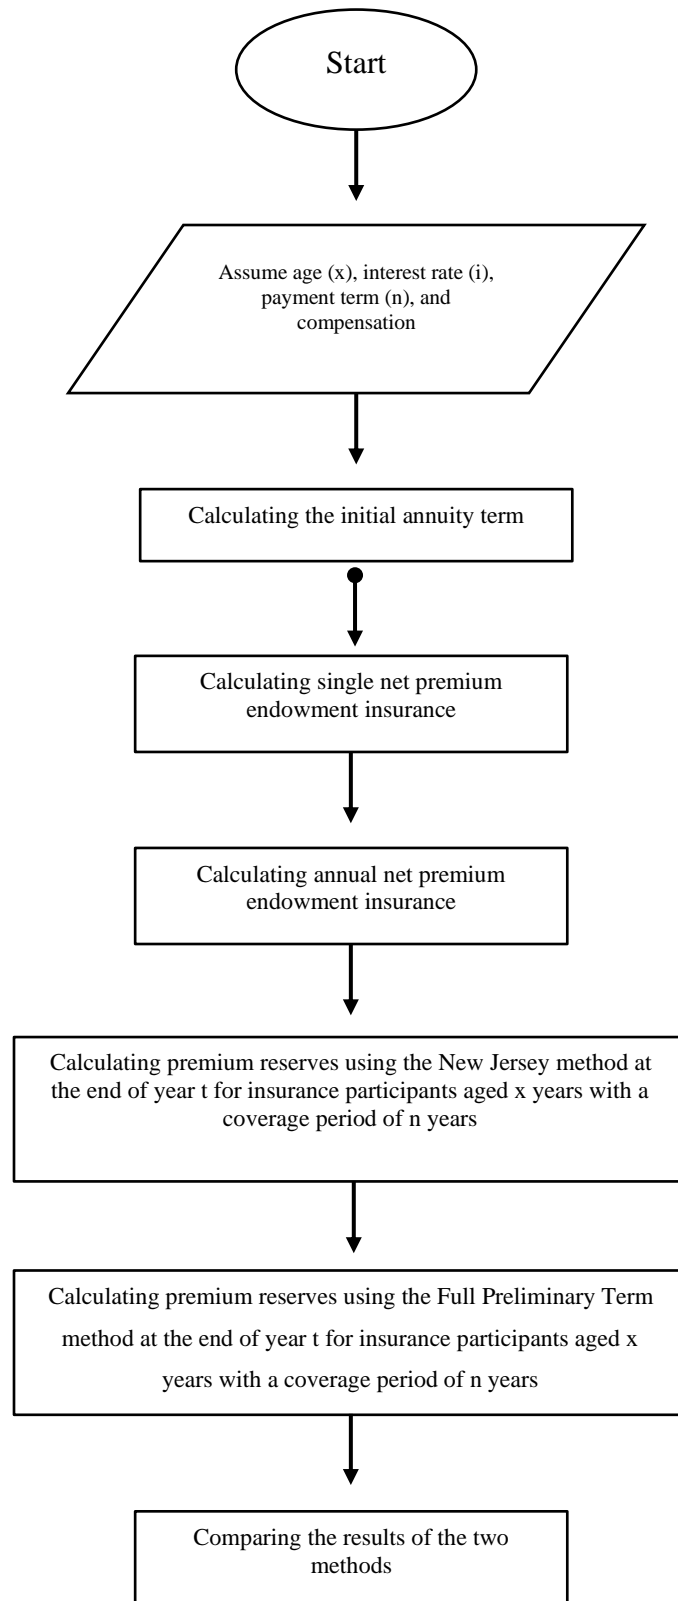 Start
Assume age (x), interest rate (i),
payment term (n), and
compensation
Calculating the initial annuity term
Calculating single net premium
endowment insurance
Calculating annual net premium
endowment insurance
Calculating premium reserves using the New Jersey method at
the end of year t for insurance participants aged x years with a
coverage period of n years
Calculating premium reserves using the Full Preliminary Term
method at the end of year t for insurance participants aged x
years with a coverage period of n years
Comparing the results of the two
methods